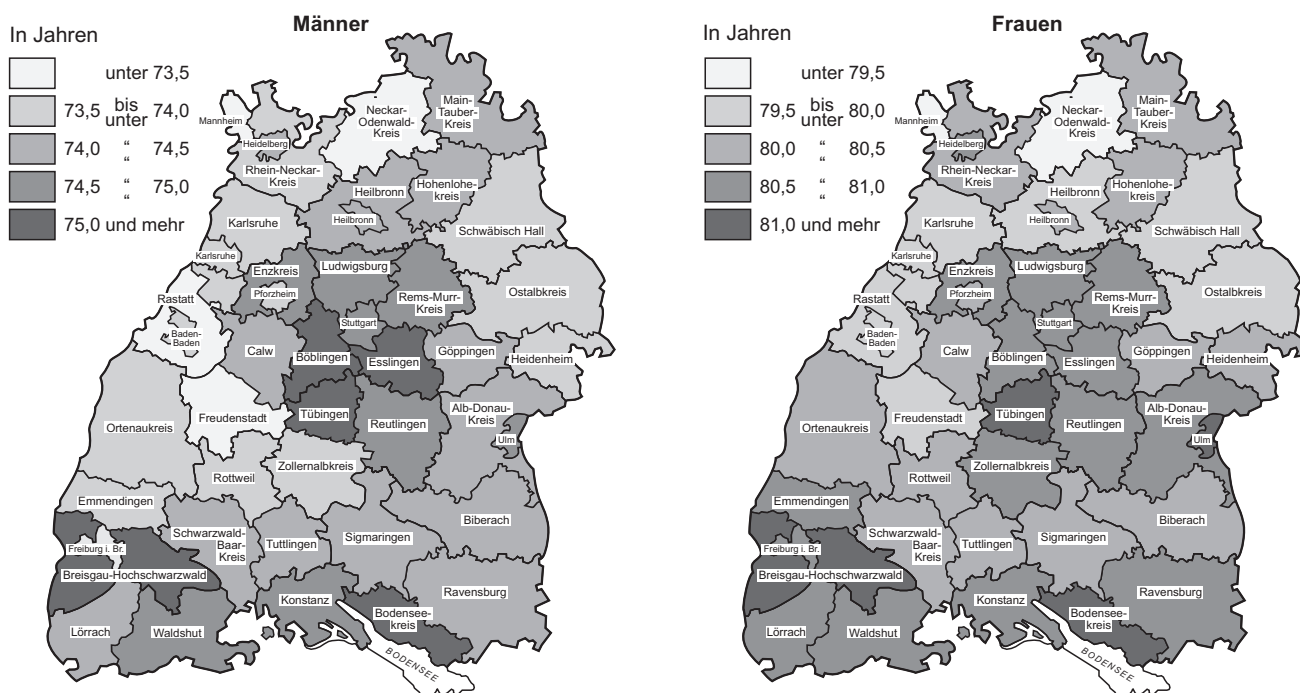 Männer
In Jahren
unter 73,5
73,5 bis unter 74,0
74,0 “ “ 74,5
74,5 “ “ 75,0
75,0 und mehr
Main-
Tauber-
Kreis
Neckar-
Odenwald-
Kreis
Mannheim
Heidelberg
Rhein-Neckar-
Kreis
Heilbronn
Hohenlohe-
kreis
Heilbronn
Karlsruhe
Schwäbisch Hall
Karlsruhe
Enzkreis
Ludwigsburg
Pforzheim
Rems-Murr-
Kreis
Ostalbkreis
Rastatt
Stuttgart
Baden-
Baden
Calw
Böblingen
Esslingen
Göppingen
Heidenheim
Freudenstadt
Tübingen
Reutlingen
Alb-Donau-
Kreis
Ulm
Ortenaukreis
Rottweil
Zollernalbkreis
Emmendingen
Schwarzwald-
Baar-
Kreis
Tuttlingen
Sigmaringen
Biberach
Freiburg i. Br.
Breisgau-Hochschwarzwald
Konstanz
Bodensee-
kreis
Ravensburg
Lörrach
Waldshut
BODENSEE
Frauen
In Jahren
unter 79,5
79,5 bis unter 80,0
80,0 “ “ 80,5
80,5 “ “ 81,0
81,0 und mehr
Main-
Tauber-
Kreis
Neckar-
Odenwald-
Kreis
Mannheim
Heidelberg
Rhein-Neckar-
Kreis
Heilbronn
Hohenlohe-
kreis
Heilbronn
Karlsruhe
Schwäbisch Hall
Karlsruhe
Enzkreis
Ludwigsburg
Pforzheim
Rems-Murr-
Kreis
Ostalbkreis
Rastatt
Stuttgart
Baden-
Baden
Calw
Böblingen
Esslingen
Göppingen
Heidenheim
Freudenstadt
Tübingen
Reutlingen
Alb-Donau-
Kreis
Ulm
Ortenaukreis
Rottweil
Zollernalbkreis
Emmendingen
Schwarzwald-
Baar-
Kreis
Tuttlingen
Sigmaringen
Biberach
Freiburg i. Br.
Breisgau-Hochschwarzwald
Konstanz
Bodensee-
kreis
Ravensburg
Lörrach
Waldshut
BODENSEE